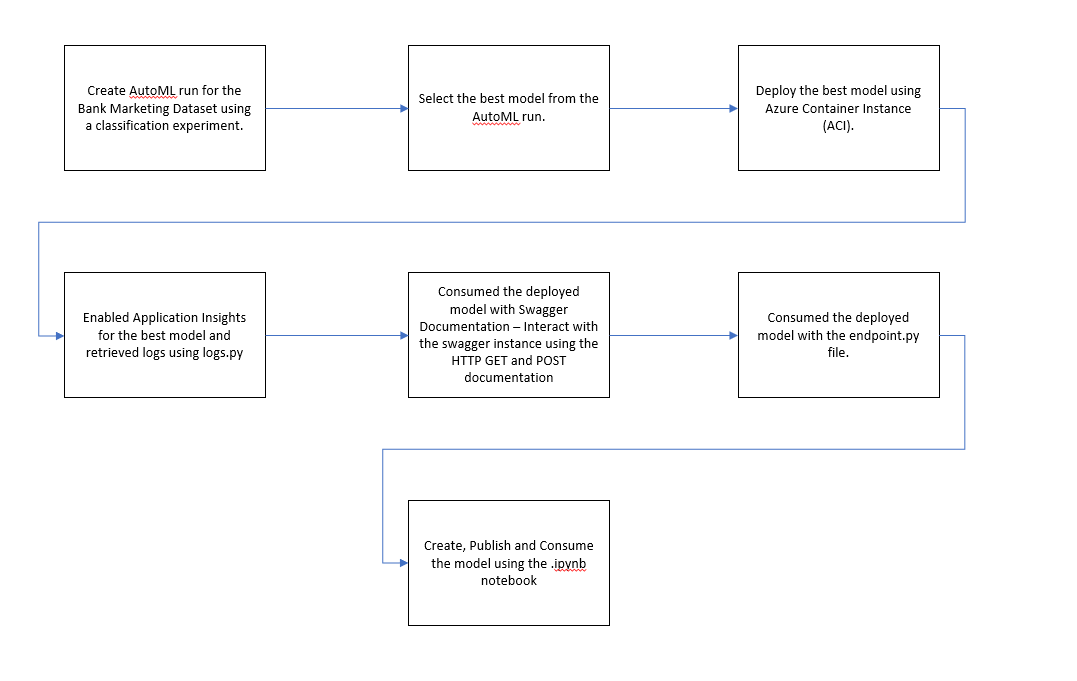 Create AutoML run for the
Bank Marketing Dataset using
a classification experiment.
Select the best model from the
AutoML run.
Deploy the best model using
Azure Container Instance
(ACI).
Enabled Application Insights
for the best model and
retrieved logs using logs.py
Consumed the deployed
model with Swagger
Documentation – Interact with
the swagger instance using the
HTTP GET and POST
documentation
Consumed the deployed
model with the endpoint.py
file.
Create, Publish and Consume
the model using the .ipynb
notebook